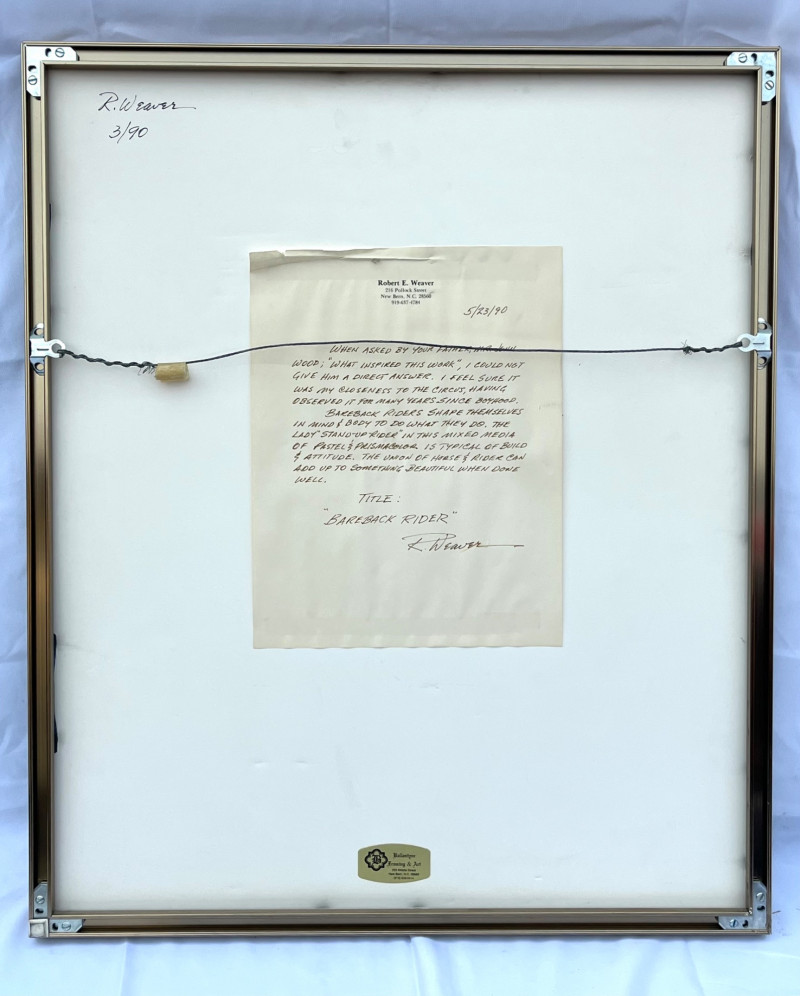 R. Weaver
3/90
Robert E. Weaver
216 Pollock Street
New Bern, N.C. 28560
5/23/90
WHEN ASKED BY YOUR FATHER, MR. JOHN
WOOD; "WHAT INSPIRED THIS WORK", I COULD NOT
GIVE HIM A DIRECT ANSWER. I FEEL SURE IT
WAS MY CLOSENESS TO THE CIRCUS, HAVING
OBSERVED IT FOR MANY YEARS SINCE BOYHOOD.
BAREBACK RIDERS SHAPE THEMSELVES
IN MIND & BODY TO DO WHAT THEY DO. THE
LADY "STAND-UP RIDER" IN THIS MIXED MEDIA
OF PASTEL & PRISMACOLOR IS TYPICAL OF BUILD
& ATTITUDE. THE UNION OF HORSE & RIDER CAN
ADD UP TO SOMETHING BEAUTIFUL WHEN DONE
WELL.
TITLE:
"BAREBACK RIDER"
R. Weaver
B
Framing & Art